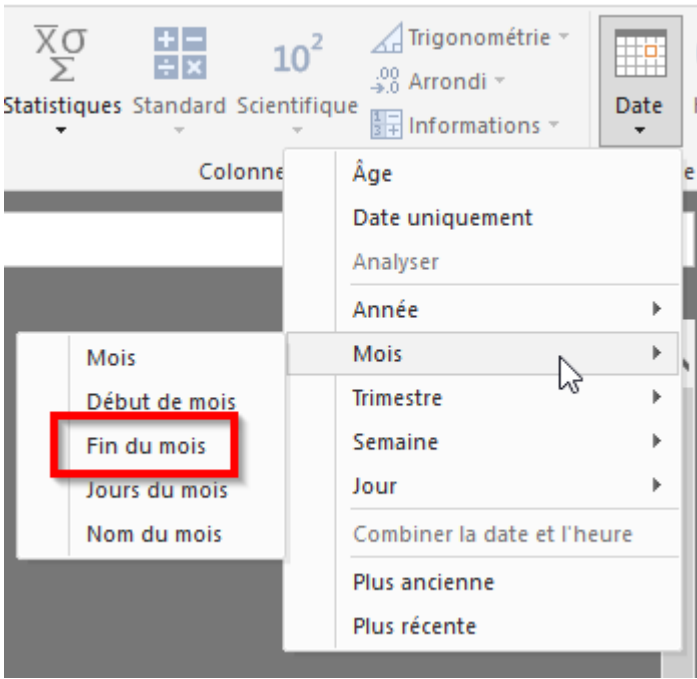 Trigonométrie
Arrondi
Informations
Statistiques Standard Scientifique
Date
Colonne
Âge
Date uniquement
Analyser
Année
Mois
Trimestre
Semaine
Jour
Combiner la date et l'heure
Plus ancienne
Plus récente
Mois
Début de mois
Fin du mois
Jours du mois
Nom du mois